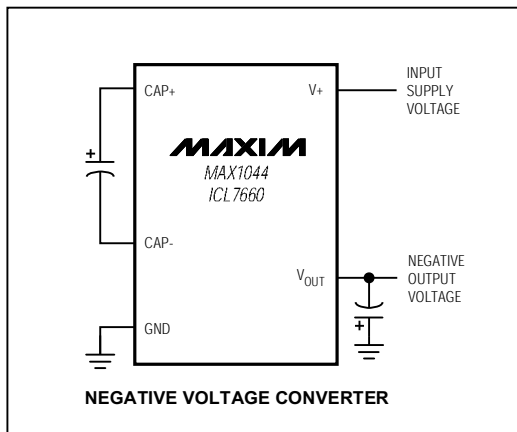 CAP+
V+
INPUT
SUPPLY
VOLTAGE
MAXIM
MAX1044
ICL7660
+
CAP-
VOUT
NEGATIVE
OUTPUT
VOLTAGE
+
GND
NEGATIVE VOLTAGE CONVERTER